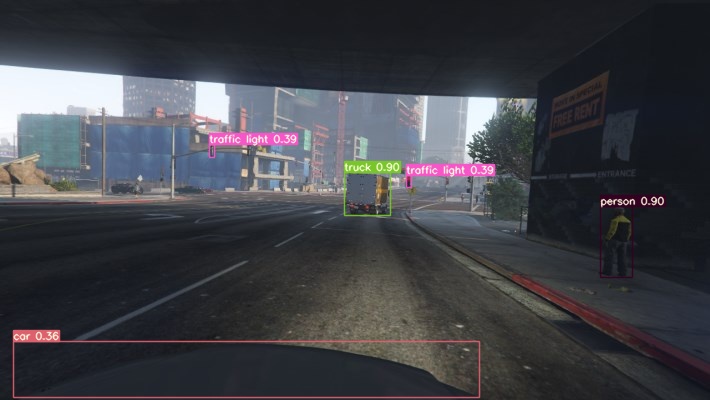 traffic light 0.39
truck 0.90
traffic light 0.39
FREE RENT
STORAGE
ENTRANCE
person 0.90
car 0.36